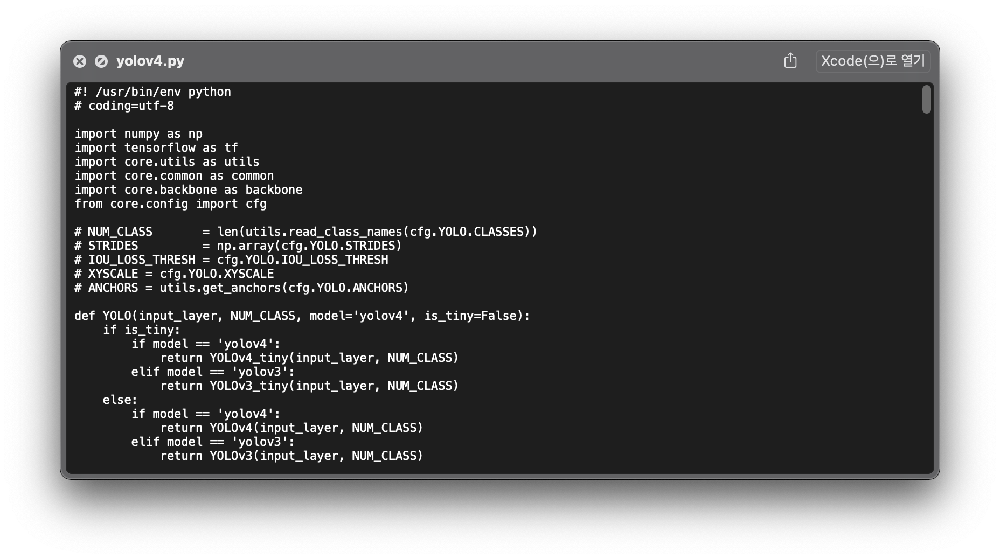 yolov4.py
Xcode(으)로 열기
#! /usr/bin/env python
# coding=utf-8

import numpy as np
import tensorflow as tf
import core.utils as utils
import core.common as common
import core.backbone as backbone
from core.config import cfg

# NUM_CLASS       = len(utils.read_class_names(cfg.YOLO.CLASSES))
# STRIDES         = np.array(cfg.YOLO.STRIDES)
# IOU_LOSS_THRESH = cfg.YOLO.IOU_LOSS_THRESH
# XYSCALE = cfg.YOLO.XYSCALE
# ANCHORS = utils.get_anchors(cfg.YOLO.ANCHORS)

def YOLO(input_layer, NUM_CLASS, model='yolov4', is_tiny=False):
    if is_tiny:
        if model == 'yolov4':
            return YOLOv4_tiny(input_layer, NUM_CLASS)
        elif model == 'yolov3':
            return YOLOv3_tiny(input_layer, NUM_CLASS)
    else:
        if model == 'yolov4':
            return YOLOv4(input_layer, NUM_CLASS)
        elif model == 'yolov3':
            return YOLOv3(input_layer, NUM_CLASS)